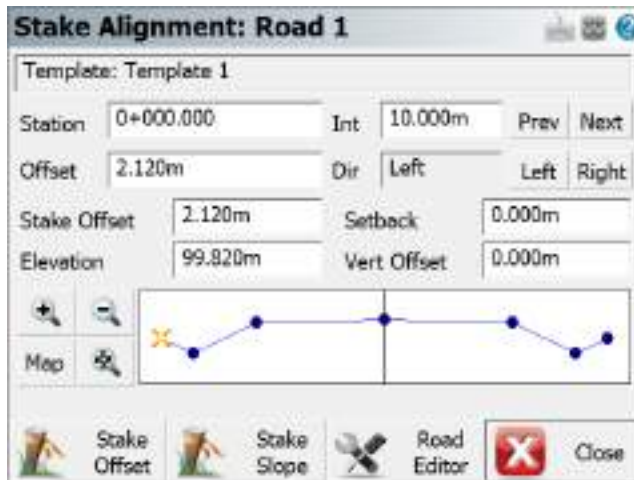 Stake Alignment: Road 1
Template: Template 1
Station 0+000.000 Int 10.000m Prev Next
Offset 2.120m Dir Left Left Right
Stake Offset 2.120m Setback 0.000m
Elevation 99.820m Vert Offset 0.000m
Map
Stake Offset
Stake Slope
Road Editor
Close